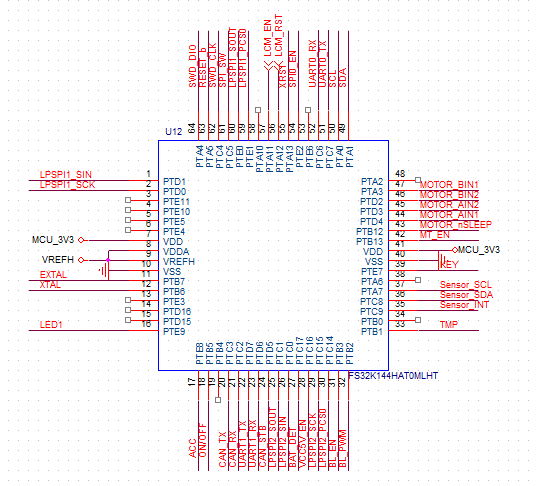 SWD_DIO
RESET_b
SWD_CLK
SPI_SW
LPSPI1_SOUT
LPSPI1_PCS0
LCM_EN
LCM_RST
XRST
SPI0_EN
UART0_RX
UART0_TX
SCL
SDA
64
63
62
61
60
59
58
57
56
55
54
53
52
51
50
49
U12
PTA4
PTA5
PTC4
PTC5
PTE0
PTE1
PTA10
PTA11
PTA12
PTA13
PTE2
PTE6
PTC6
PTC7
PTA0
PTA1
LPSPI1_SIN 1 PTD1
LPSPI1_SCK 2 PTD0
3 PTE11
4 PTE10
5 PTE5
6 PTE4
MCU_3V3 7 VDD
8 VDDA
VREFH 9 VREFH
10 VSS
EXTAL 11 PTB7
XTAL 12 PTB6
13 PTE3
14 PTD16
15 PTD15
LED1 16 PTE9
PTA2 48
PTA3 47 MOTOR_BIN1
PTD2 46 MOTOR_BIN2
PTD3 45 MOTOR_AIN2
PTD4 44 MOTOR_AIN1
PTB12 43 MOTOR_nSLEEP
PTB13 42 MT_EN
VDD 41 MCU_3V3
VSS 40
PTE7 39 KEY
PTA6 38
PTA7 37 Sensor_SCL
PTC8 36 Sensor_SDA
PTC9 35 Sensor_INT
PTB0 34
PTB1 33 TMP
PTE8
PTB5
PTB4
PTC3
PTC2
PTD7
PTD6
PTD5
PTC1
PTC0
PTC17
PTC16
PTC15
PTC14
PTB3
PTB2
FS32K144HAT0MLHT
17
18
19
20
21
22
23
24
25
26
27
28
29
30
31
32
ACC
ON/OFF
CAN_TX
CAN_RX
UART1_TX
UART1_RX
CAN_STB
LPSPI2_SOUT
LPSPI2_SIN
BAT_DET
VCC5V_EN
LPSPI2_SCK
LPSPI2_PCS0
BL_EN
BL_PWM